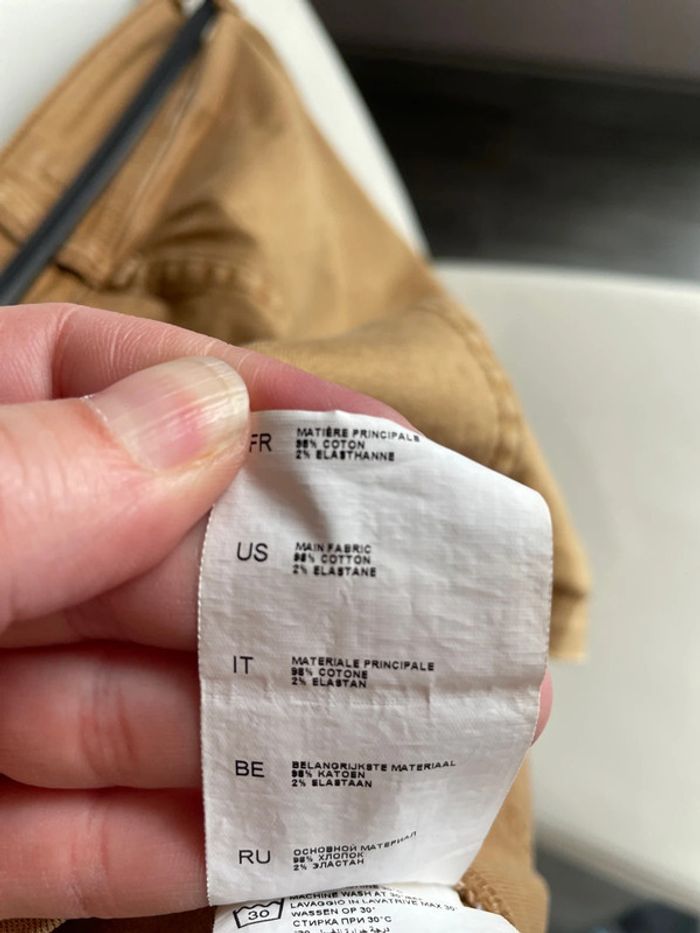 FR
MATIÈRE PRINCIPALE
98% COTON
2% ELASTHANNE
US
MAIN FABRIC
98% COTTON
2% ELASTANE
IT
MATERIALE PRINCIPALE
98% COTONE
2% ELASTAN
BE
BELANGRIJKSTE MATERIAAL
98% KATOEN
2% ELASTAAN
RU
ОСНОВНОЙ МАТЕРИАЛ
98% ХЛОПОК
2% ЭЛАСТАН
30
MACHINE WASH AT 30°
LAVAGGIO IN LAVATRIVE MAX 30°
WASSEN OP 30°
СТИРКА ПРИ 30°C